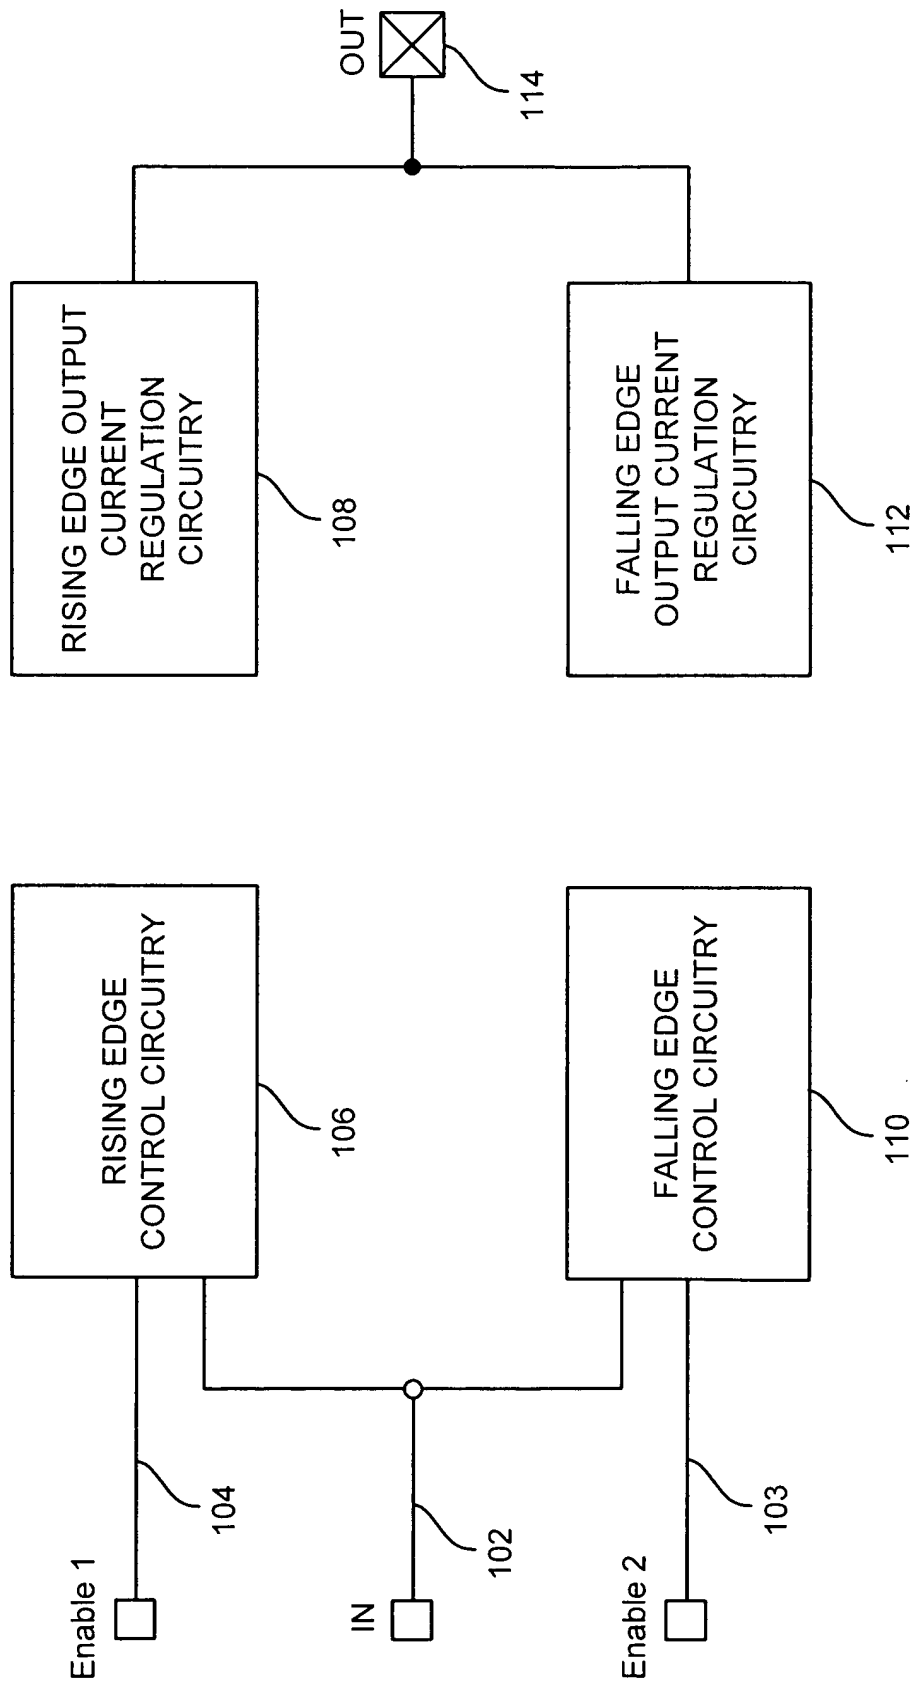 Enable 1
104
IN
102
Enable 2
103
RISING EDGE
CONTROL CIRCUITRY
106
FALLING EDGE
CONTROL CIRCUITRY
110
RISING EDGE OUTPUT
CURRENT
REGULATION
CIRCUITRY
108
FALLING EDGE
OUTPUT CURRENT
REGULATION
CIRCUITRY
112
OUT
114